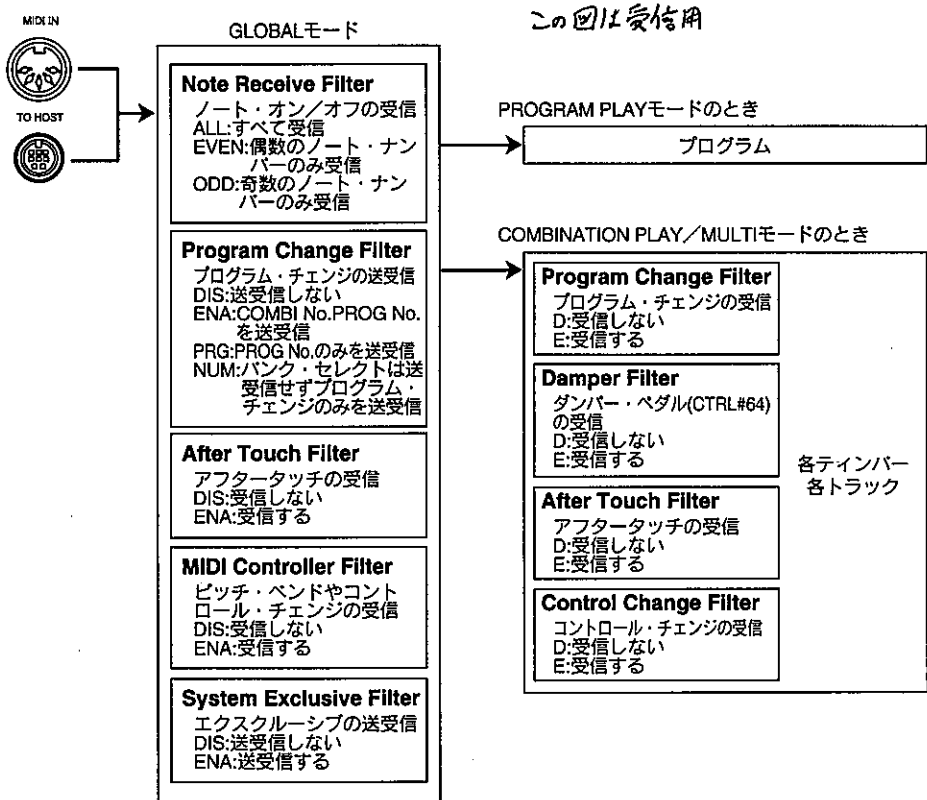 この図は受信用
MIDI IN
TO HOST
GLOBALモード
Note Receive Filter
ノート・オン／オフの受信
ALL:すべて受信
EVEN:偶数のノート・ナン
バーのみ受信
ODD:奇数のノート・ナン
バーのみ受信
Program Change Filter
プログラム・チェンジの送受信
DIS:送受信しない
ENA:COMBI No.PROG No.
を送受信
PRG:PROG No.のみを送受信
NUM:バンク・セレクトは送
受信せずプログラム・
チェンジのみを送受信
After Touch Filter
アフタータッチの受信
DIS:受信しない
ENA:受信する
MIDI Controller Filter
ピッチ・ベンドやコント
ロール・チェンジの受信
DIS:受信しない
ENA:受信する
System Exclusive Filter
エクスクルーシブの送受信
DIS:送受信しない
ENA:送受信する
PROGRAM PLAYモードのとき
プログラム
COMBINATION PLAY／MULTIモードのとき
Program Change Filter
プログラム・チェンジの受信
D:受信しない
E:受信する
Damper Filter
ダンパー・ペダル(CTRL#64)
の受信
D:受信しない
E:受信する
After Touch Filter
アフタータッチの受信
D:受信しない
E:受信する
Control Change Filter
コントロール・チェンジの受信
D:受信しない
E:受信する
各ティンバー
各トラック